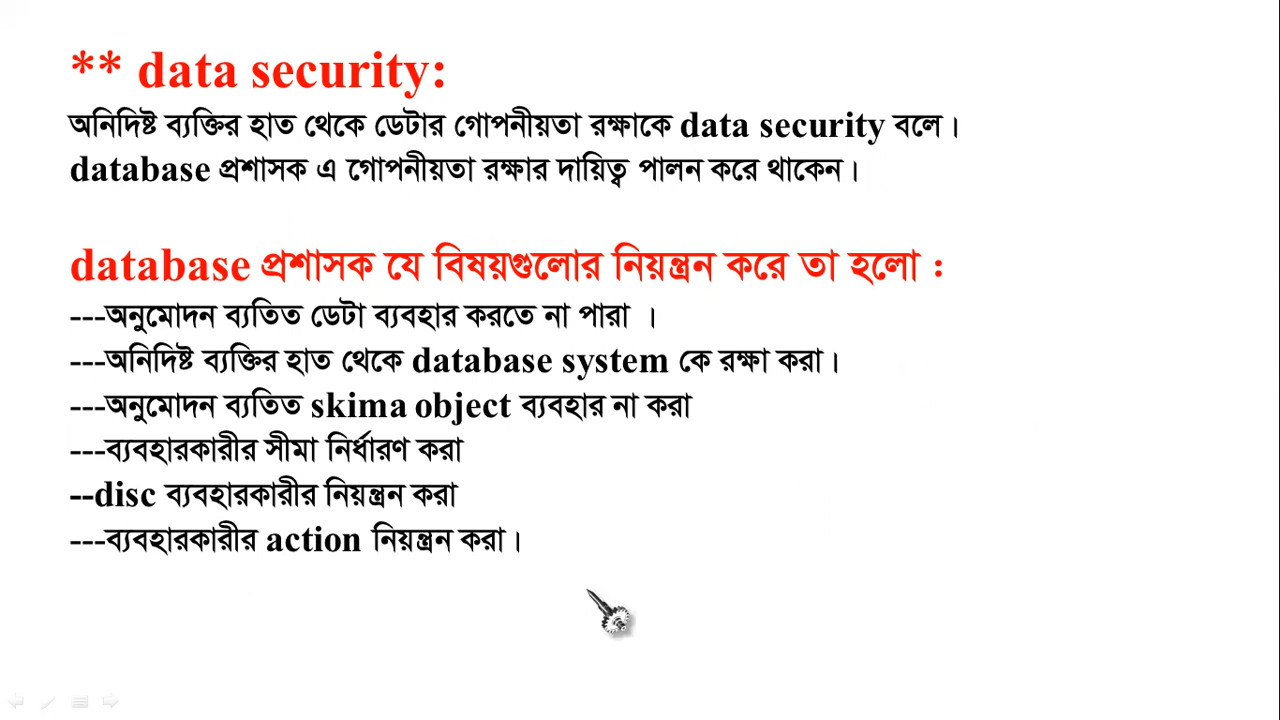 ** data security:
অনিদিষ্ট ব্যক্তির হাত থেকে ডেটার গোপনীয়তা রক্ষাকে data security বলে।
database প্রশাসক এ গোপনীয়তা রক্ষার দায়িত্ব পালন করে থাকেন।
database প্রশাসক যে বিষয়গুলোর নিয়ন্ত্রন করে তা হলো :
---অনুমোদন ব্যতিত ডেটা ব্যবহার করতে না পারা ।
---অনিদিষ্ট ব্যক্তির হাত থেকে database system কে রক্ষা করা।
---অনুমোদন ব্যতিত skima object ব্যবহার না করা
---ব্যবহারকারীর সীমা নির্ধারণ করা
--disc ব্যবহারকারীর নিয়ন্ত্রন করা
---ব্যবহারকারীর action নিয়ন্ত্রন করা।